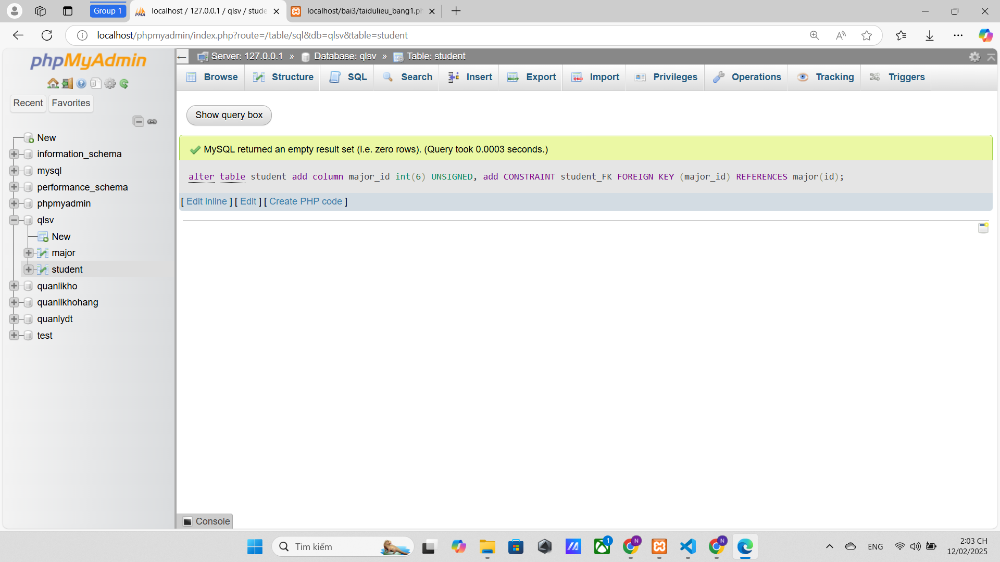 Group 1
localhost / 127.0.0.1 / qlsv / stude
localhost/bai3/taidulieu_bang1.ph
localhost/phpmyadmin/index.php?route=/table/sql&db=qlsv&table=student
phpMyAdmin
Recent
Favorites
New
information_schema
mysql
performance_schema
phpmyadmin
qlsv
New
major
student
quanlikho
quanlikhohang
quanlydt
test
Server: 127.0.0.1 » Database: qlsv » Table: student
Browse
Structure
SQL
Search
Insert
Export
Import
Privileges
Operations
Tracking
Triggers
Show query box
MySQL returned an empty result set (i.e. zero rows). (Query took 0.0003 seconds.)
alter table student add column major_id int(6) UNSIGNED, add CONSTRAINT student_FK FOREIGN KEY (major_id) REFERENCES major(id);
[ Edit inline ] [ Edit ] [ Create PHP code ]
Console
Tìm kiếm
1
N
N
ENG
2:03 CH
12/02/2025
PMA